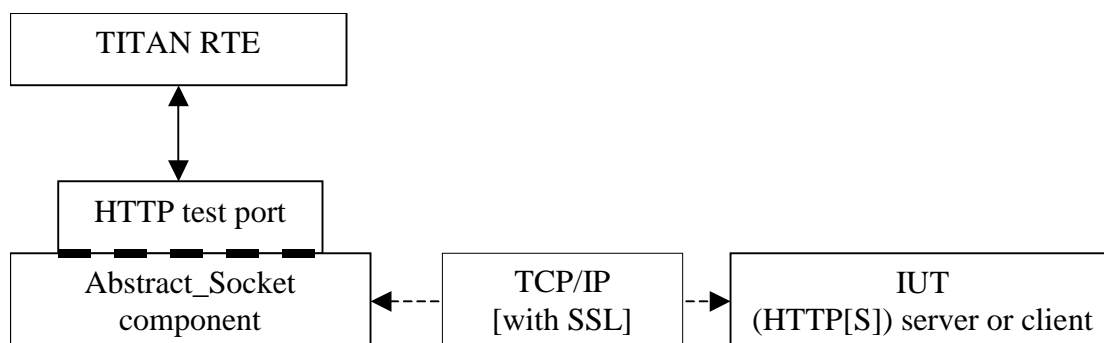 TITAN RTE
HTTP test port
Abstract_Socket
component
TCP/IP
[with SSL]
IUT
(HTTP[S]) server or client